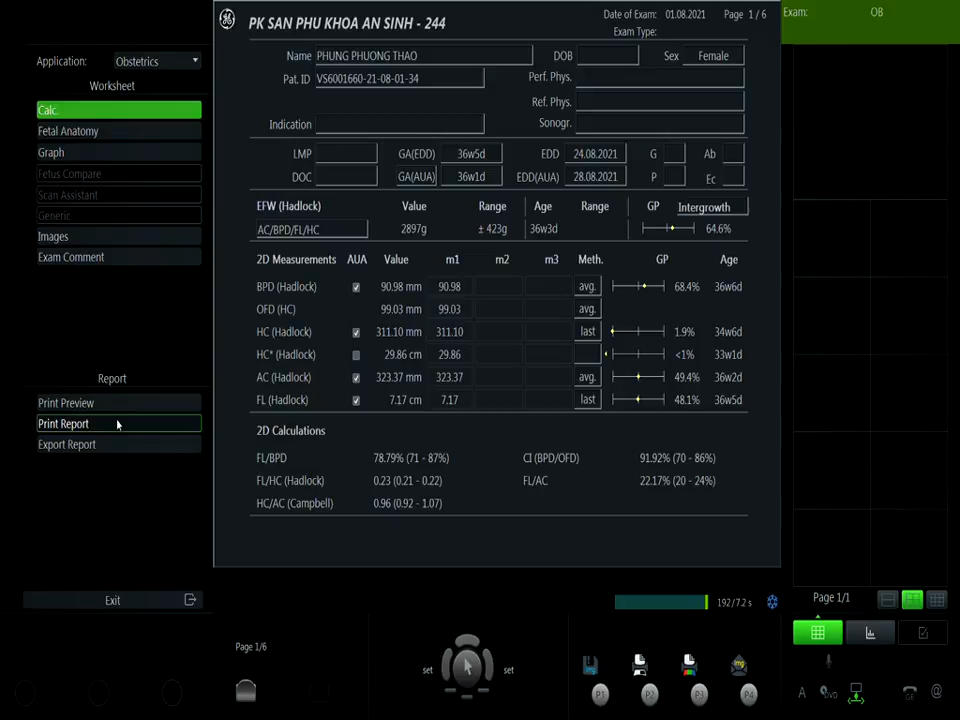 PK SAN PHU KHOA AN SINH - 244
Date of Exam: 01.08.2021 Page 1 / 6
Exam Type:
Exam: OB
Application: Obstetrics
Worksheet
Calc.
Fetal Anatomy
Graph
Fetus Compare
Scan Assistant
Generic
Images
Exam Comment
Report
Print Preview
Print Report
Export Report
Exit
Name PHUNG PHUONG THAO DOB Sex Female
Pat. ID VS6001660-21-08-01-34 Perf. Phys.
Ref. Phys.
Indication Sonogr.
LMP GA(EDD) 36w5d EDD 24.08.2021 G Ab
DOC GA(AUA) 36w1d EDD(AUA) 28.08.2021 P Ec
EFW (Hadlock) Value Range Age Range GP Intergrowth
AC/BPD/FL/HC 2897g ± 423g 36w3d 64.6%
2D Measurements AUA Value m1 m2 m3 Meth. GP Age
BPD (Hadlock) 90.98 mm 90.98 avg. 68.4% 36w6d
OFD (HC) 99.03 mm 99.03 avg.
HC (Hadlock) 311.10 mm 311.10 last 1.9% 34w6d
HC* (Hadlock) 29.86 cm 29.86 <1% 33w1d
AC (Hadlock) 323.37 mm 323.37 avg. 49.4% 36w2d
FL (Hadlock) 7.17 cm 7.17 last 48.1% 36w5d
2D Calculations
FL/BPD 78.79% (71 - 87%) CI (BPD/OFD) 91.92% (70 - 86%)
FL/HC (Hadlock) 0.23 (0.21 - 0.22) FL/AC 22.17% (20 - 24%)
HC/AC (Campbell) 0.96 (0.92 - 1.07)
192/7.2 s
Page 1/1
Page 1/6
set set
P1 P2 P3 P4
A DVD @